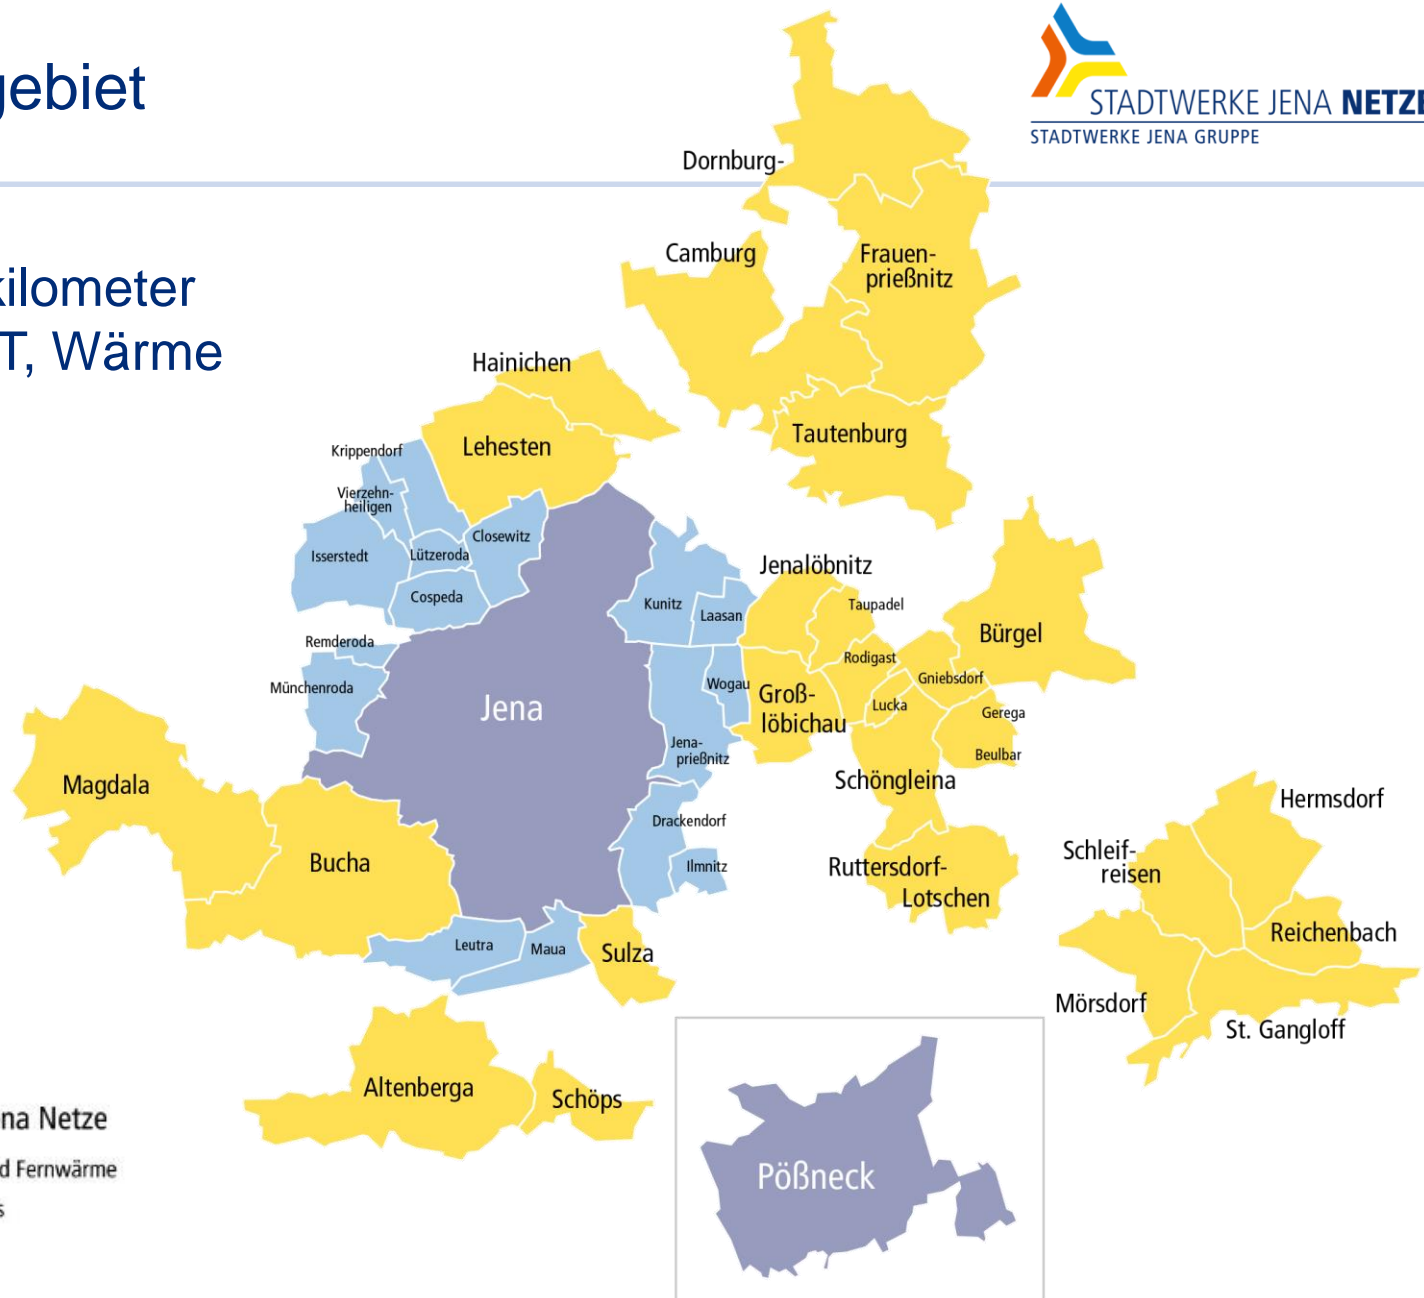 gebiet
STADTWERKE JENA NETZE
STADTWERKE JENA GRUPPE
kilometer
T, Wärme
Dornburg-
Camburg
Frauen-
prießnitz
Hainichen
Lehesten
Tautenburg
Krippendorf
Vierzehn-
heiligen
Isserstedt
Lützeroda
Closewitz
Cospeda
Jenalöbnitz
Kunitz
Laasan
Taupadel
Bürgel
Remderoda
Münchenroda
Rodigast
Gniebsdorf
Wogau
Groß-
löbichau
Lucka
Gerega
Jena
Jena-
prießnitz
Beulbar
Magdala
Schöngleina
Hermsdorf
Drackendorf
Schleif-
reisen
Bucha
Ilmnitz
Ruttersdorf-
Lotschen
Reichenbach
Leutra
Maua
Sulza
Mörsdorf
St. Gangloff
Altenberga
Schöps
na Netze
d Fernwärme
s
Pößneck